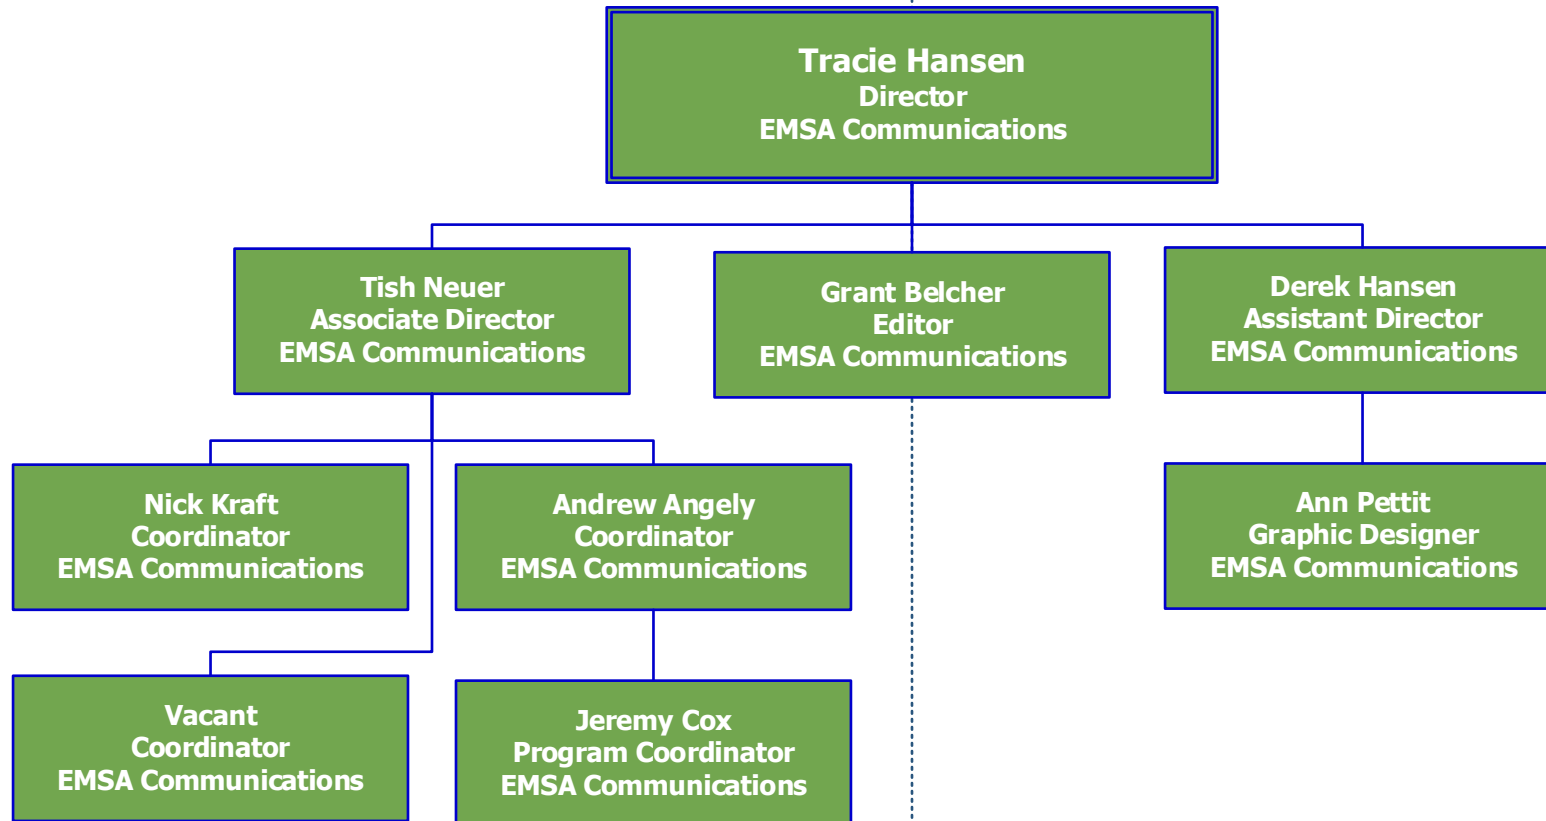 Tracie Hansen
Director
EMSA Communications
Tish Neuer
Associate Director
EMSA Communications
Grant Belcher
Editor
EMSA Communications
Derek Hansen
Assistant Director
EMSA Communications
Nick Kraft
Coordinator
EMSA Communications
Andrew Angely
Coordinator
EMSA Communications
Ann Pettit
Graphic Designer
EMSA Communications
Vacant
Coordinator
EMSA Communications
Jeremy Cox
Program Coordinator
EMSA Communications